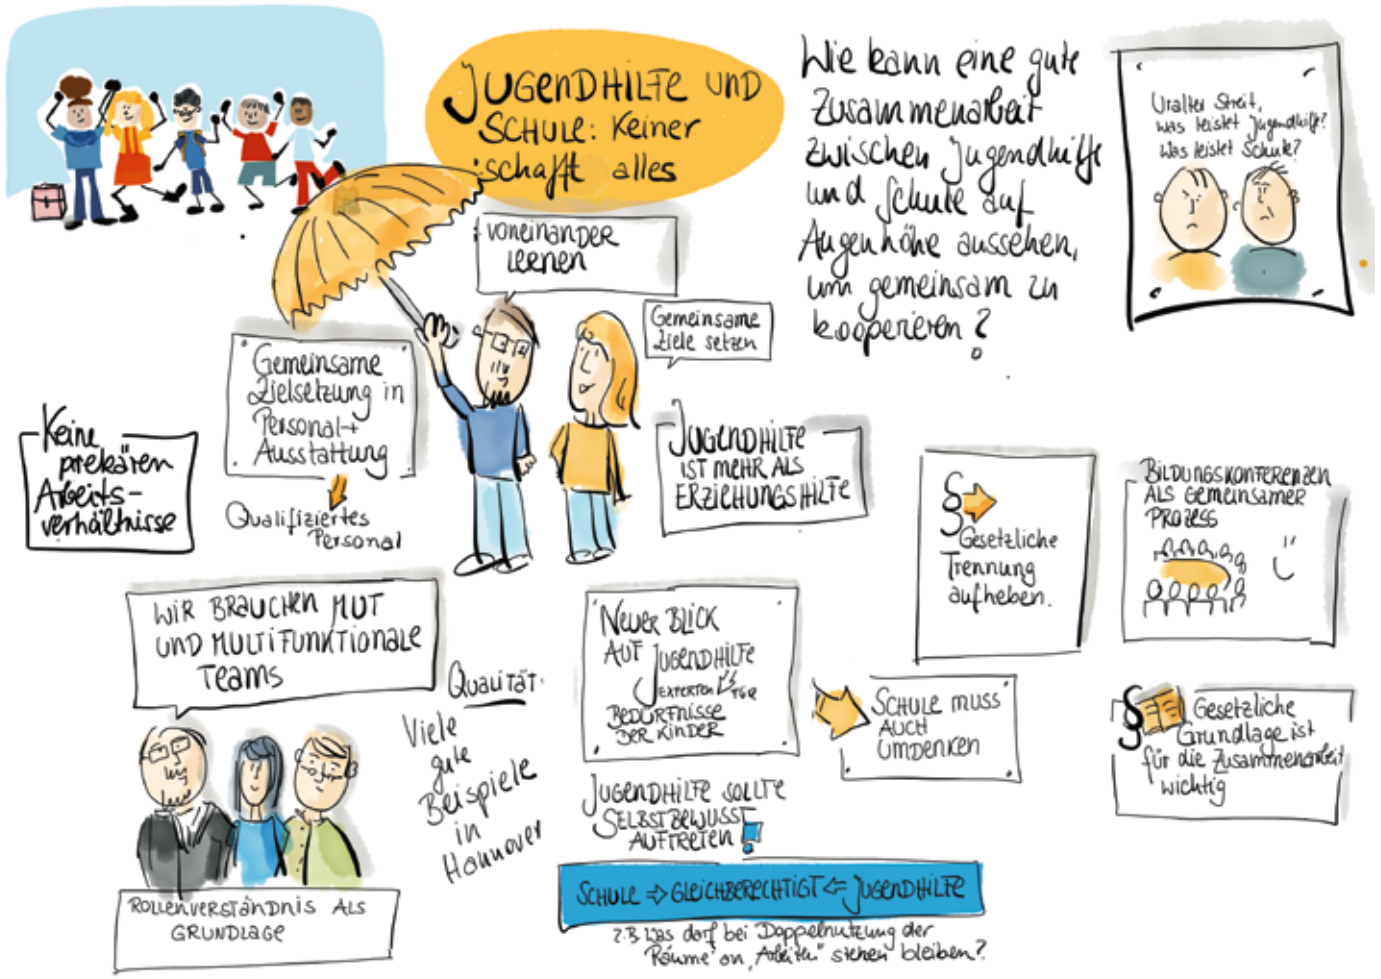 JUGENDHILFE UND
SCHULE: Keiner
schafft alles
Wie kann eine gute
Zusammenarbeit
zwischen Jugendhilfe
und Schule auf
Augenhöhe aussehen,
um gemeinsam zu
kooperieren?
Uralter Streit,
was leistet Jugendhilfe?
Was leistet Schule?
VONEINANDER
LERNEN
Gemeinsame
Ziele setzen
Gemeinsame
Zielsetzung in
Personal-+
Ausstattung
Qualifiziertes
Personal
Keine
prekären
Arbeits-
verhältnisse
JUGENDHILFE
IST MEHR ALS
ERZIEHUNGSHILFE
§
Gesetzliche
Trennung
aufheben.
BILDUNGSKONFERENZEN
ALS GEMEINSAMER
PROZESS
WIR BRAUCHEN MUT
UND MULTIFUNKTIONALE
TEAMS
QUALITÄT
Viele
gute
Beispiele
in
Hannover
NEUER BLICK
AUF JUGENDHILFE
EXPERTEN
BEDÜRFNISSE
DER KINDER
SCHULE MUSS
AUCH
UMDENKEN
§ Gesetzliche
Grundlage ist
für die Zusammenarbeit
wichtig
JUGENDHILFE SOLLTE
SELBSTBEWUSST
AUFTRETEN!
ROLLENVERSTÄNDNIS ALS
GRUNDLAGE
SCHULE ⇒ GLEICHBERECHTIGT ⇐ JUGENDHILFE
z.B. Was darf bei Doppelnutzung der
Räume an „Arbeiten" stehen bleiben?